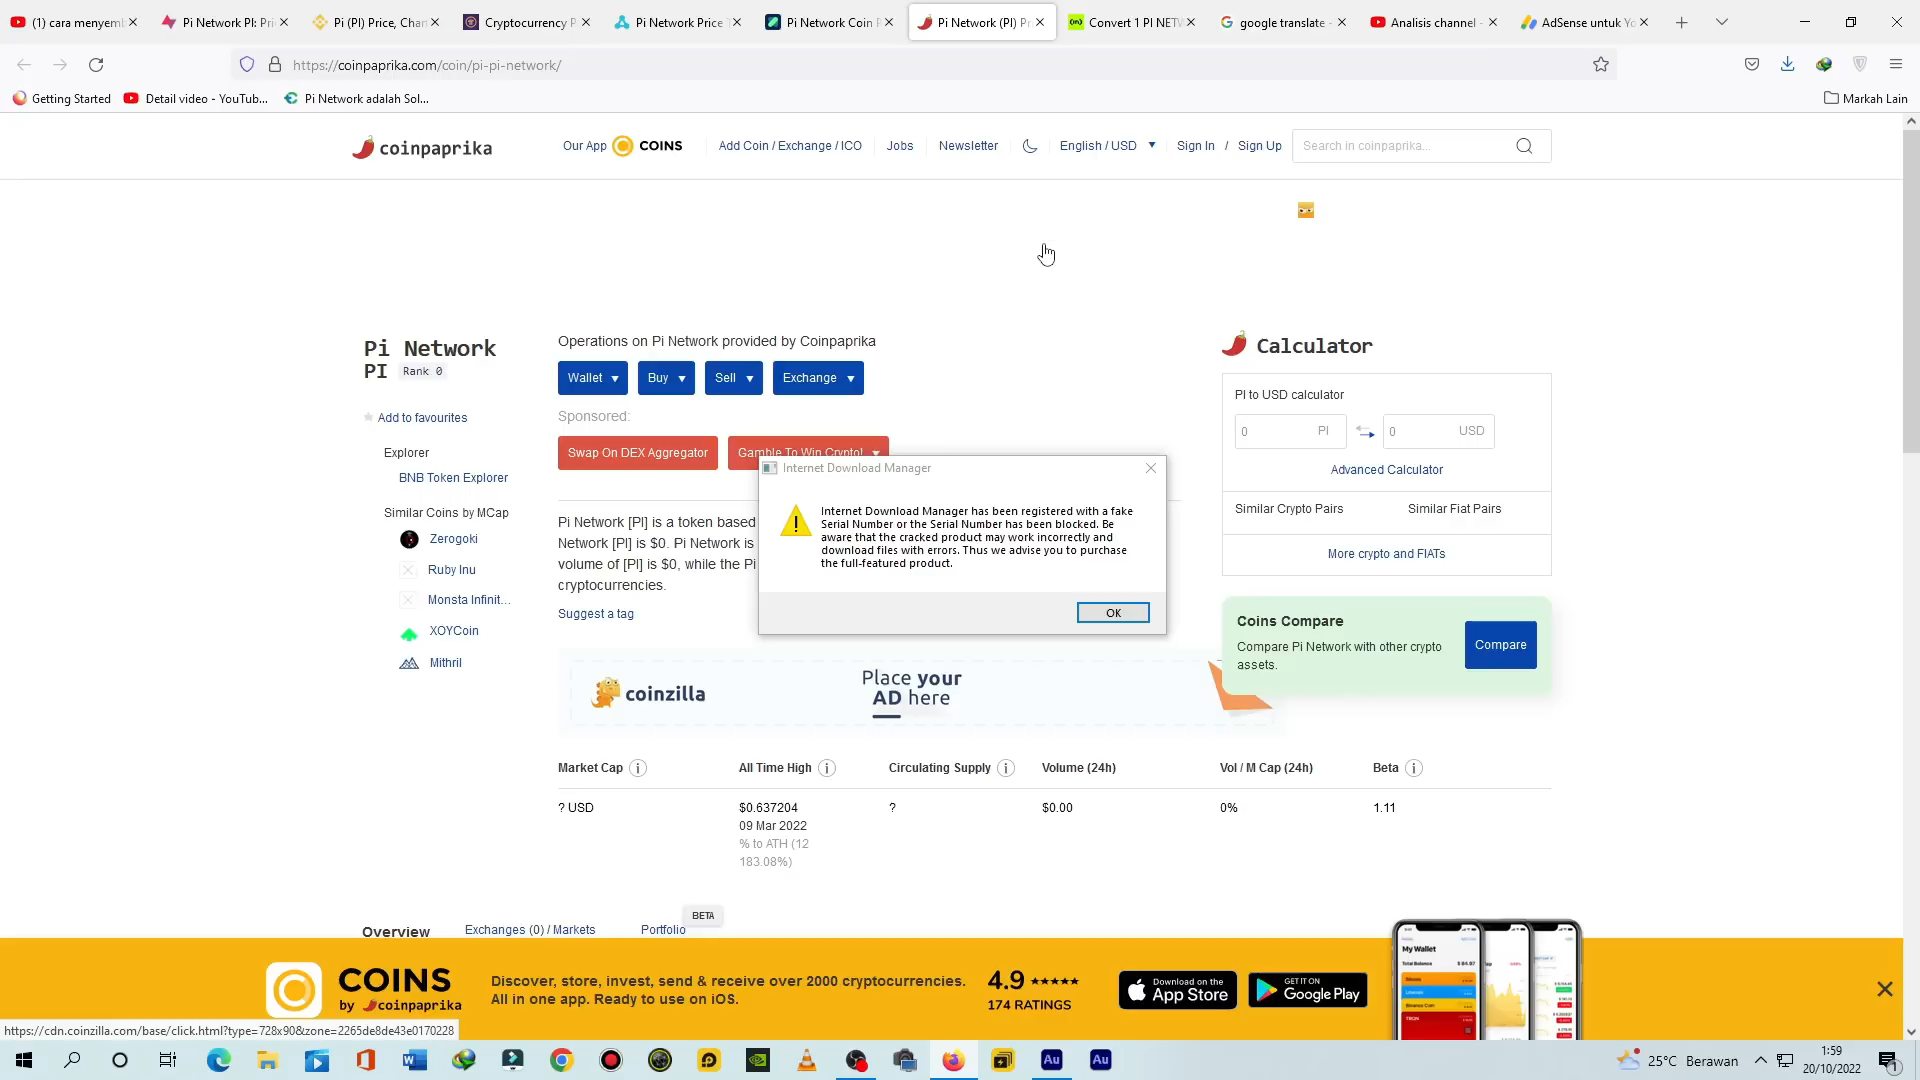 (1) cara menyemb
Pi Network PI: Pri
Pi (PI) Price, Char
Cryptocurrency P
Pi Network Price T
Pi Network Coin P
Pi Network (PI) Pr
Convert 1 PI NETW
google translate -
Analisis channel -
AdSense untuk Yo
https://coinpaprika.com/coin/pi-pi-network/
Getting Started
Detail video - YouTub...
Pi Network adalah Sol...
Markah Lain
coinpaprika
Our App
COINS
Add Coin / Exchange / ICO
Jobs
Newsletter
English / USD
Sign In / Sign Up
Search in coinpaprika...
Pi Network
PI Rank 0
Add to favourites
Explorer
BNB Token Explorer
Similar Coins by MCap
Zerogoki
Ruby Inu
Monsta Infinit...
XOYCoin
Mithril
Operations on Pi Network provided by Coinpaprika
Wallet
Buy
Sell
Exchange
Sponsored:
Swap On DEX Aggregator
Gamble To Win Crypto!
Pi Network [PI] is a token based
Network [PI] is $0. Pi Network is
volume of [PI] is $0, while the Pi
cryptocurrencies.
Suggest a tag
Internet Download Manager
Internet Download Manager has been registered with a fake
Serial Number or the Serial Number has been blocked. Be
aware that the cracked product may work incorrectly and
download files with errors. Thus we advise you to purchase
the full-featured product.
OK
Calculator
PI to USD calculator
0 PI
0 USD
Advanced Calculator
Similar Crypto Pairs
Similar Fiat Pairs
More crypto and FIATs
Coins Compare
Compare Pi Network with other crypto
assets.
Compare
coinzilla
Place your
AD here
Market Cap
All Time High
Circulating Supply
Volume (24h)
Vol / M Cap (24h)
Beta
? USD
$0.637204
09 Mar 2022
% to ATH (12
183.08%)
?
$0.00
0%
1.11
Overview
Exchanges (0) / Markets
Portfolio
BETA
COINS
by coinpaprika
Discover, store, invest, send & receive over 2000 cryptocurrencies.
All in one app. Ready to use on iOS.
4.9 ★★★★★
174 RATINGS
Download on the
App Store
GET IT ON
Google Play
My Wallet
https://cdn.coinzilla.com/base/click.html?type=728x90&zone=2265de8de43e0170228
25°C Berawan
1:59
20/10/2022